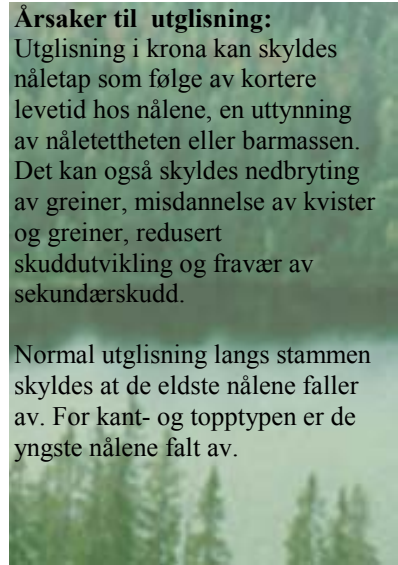 Årsaker til  utglisning:
Utglisning i krona kan skyldes
nåletap som følge av kortere
levetid hos nålene, en uttynning
av nåletettheten eller barmassen.
Det kan også skyldes nedbryting
av greiner, misdannelse av kvister
og greiner, redusert
skuddutvikling og fravær av
sekundærskudd.

Normal utglisning langs stammen
skyldes at de eldste nålene faller
av. For kant- og topptypen er de
yngste nålene falt av.